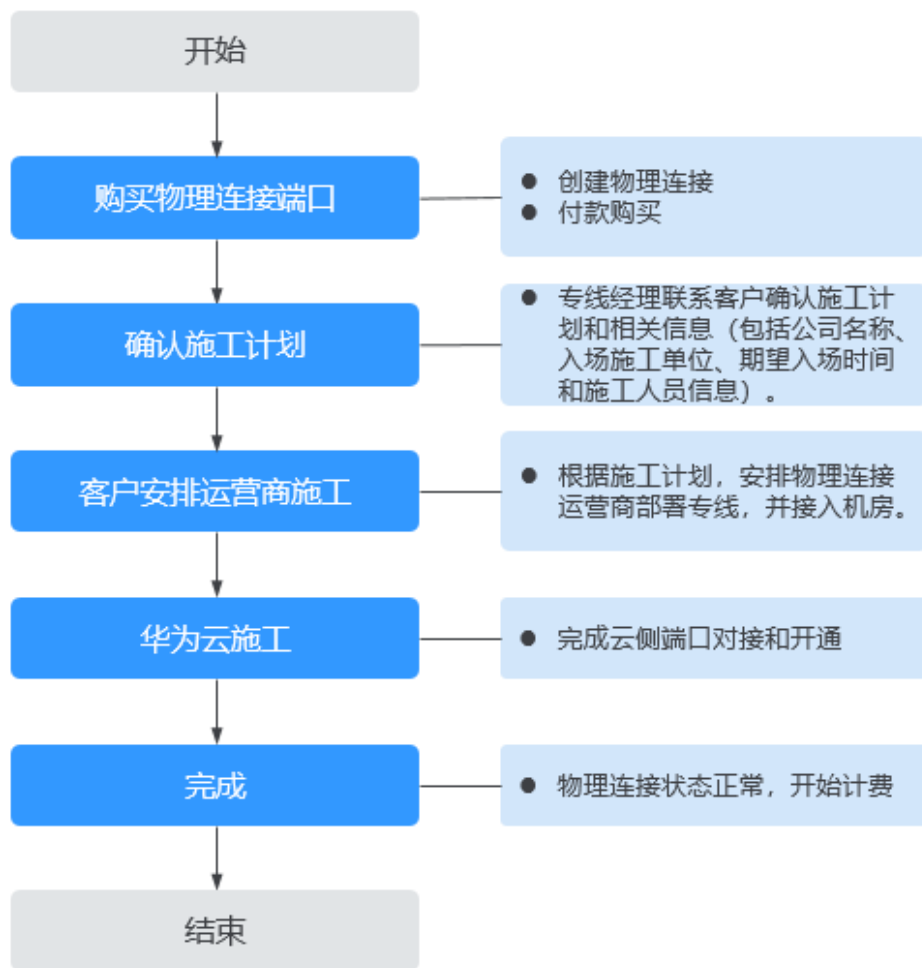 开始
购买物理连接端口
● 创建物理连接
● 付款购买
确认施工计划
● 专线经理联系客户确认施工计
划和相关信息（包括公司名称、
入场施工单位、期望入场时间
和施工人员信息）。
客户安排运营商施工
● 根据施工计划，安排物理连接
运营商部署专线，并接入机房。
华为云施工
● 完成云侧端口对接和开通
完成
● 物理连接状态正常，开始计费
结束